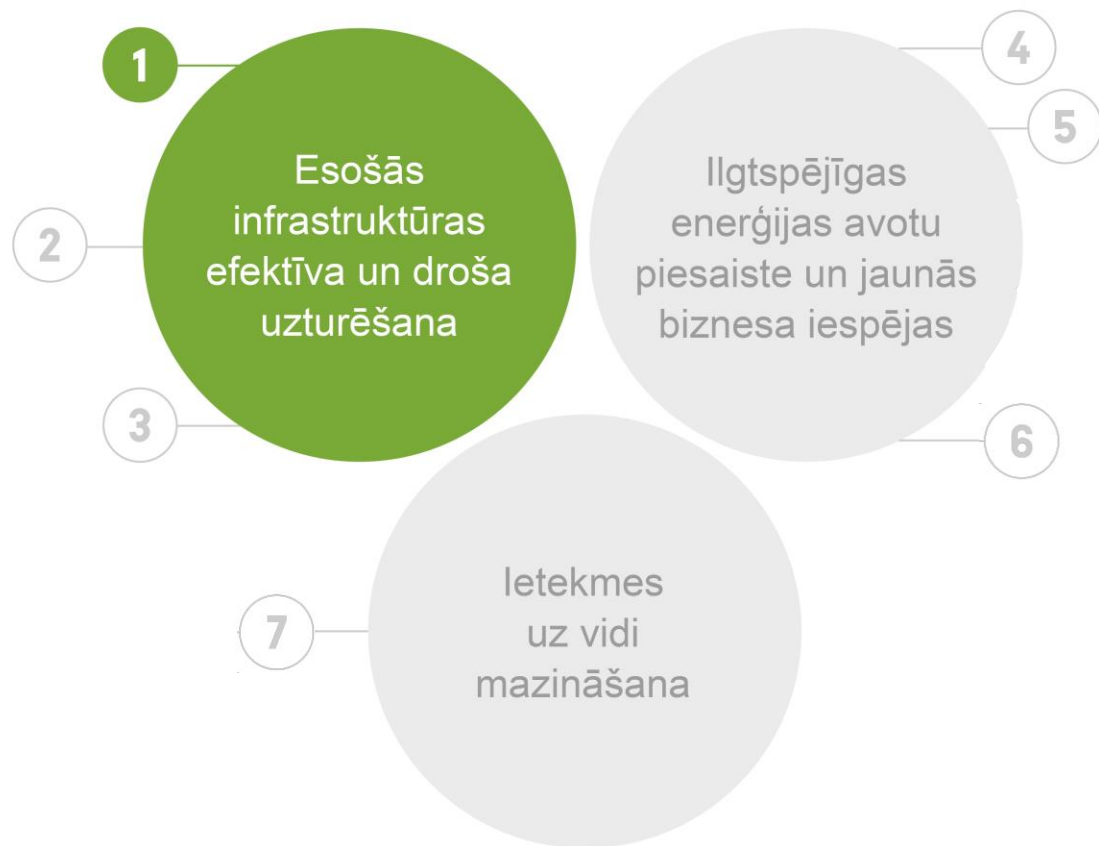 1
2
3
Esošās
infrastruktūras
efektīva un droša
uzturēšana
4
5
6
Ilgtspējīgas
enerģijas avotu
piesaiste un jaunās
biznesa iespējas
7
Ietekmes
uz vidi
mazināšana